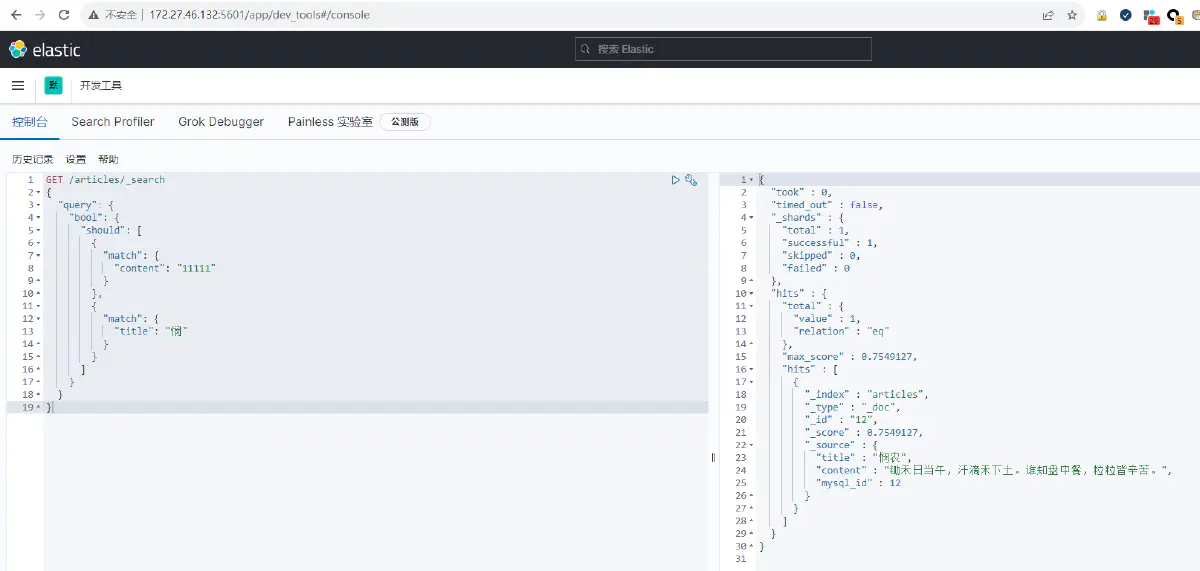 不安全 | 172.27.46.132:5601/app/dev_tools#/console
25
5
elastic
搜索 Elastic
默
开发工具
控制台 Search Profiler Grok Debugger Painless 实验室 公测版
历史记录 设置 帮助
1 GET /articles/_search
2 {
3 "query": {
4 "bool": {
5 "should": [
6 {
7 "match": {
8 "content": "11111"
9 }
10 },
11 {
12 "match": {
13 "title": "悯"
14 }
15 }
16 ]
17 }
18 }
19 }
1 {
2 "took" : 0,
3 "timed_out" : false,
4 "_shards" : {
5 "total" : 1,
6 "successful" : 1,
7 "skipped" : 0,
8 "failed" : 0
9 },
10 "hits" : {
11 "total" : {
12 "value" : 1,
13 "relation" : "eq"
14 },
15 "max_score" : 0.7549127,
16 "hits" : [
17 {
18 "_index" : "articles",
19 "_type" : "_doc",
20 "_id" : "12",
21 "_score" : 0.7549127,
22 "_source" : {
23 "title" : "悯农",
24 "content" : "锄禾日当午，汗滴禾下土。谁知盘中餐，粒粒皆辛苦。",
25 "mysql_id" : 12
26 }
27 }
28 ]
29 }
30 }
31